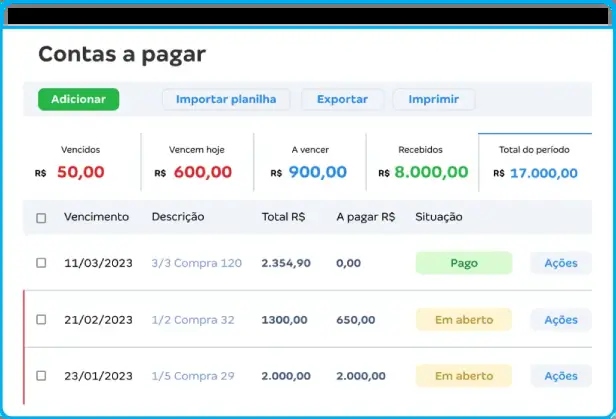 Contas a pagar
Adicionar Importar planilha Exportar Imprimir
Vencidos Vencem hoje A vencer Recebidos Total do período
R$ 50,00 R$ 600,00 R$ 900,00 R$ 8.000,00 R$ 17.000,00
Vencimento Descrição Total R$ A pagar R$ Situação
11/03/2023 3/3 Compra 120 2.354,90 0,00 Pago Ações
21/02/2023 1/2 Compra 32 1300,00 650,00 Em aberto Ações
23/01/2023 1/5 Compra 29 2.000,00 2.000,00 Em aberto Ações